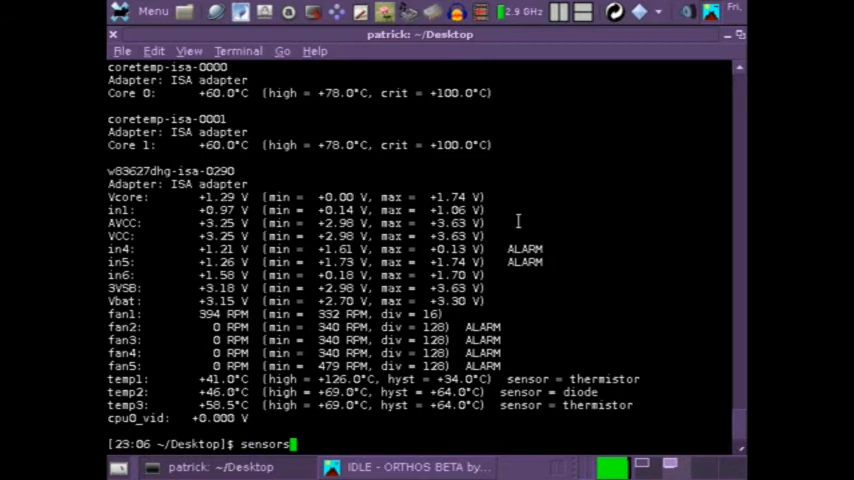 Menu
2.9 GHz
Fri,
patrick: ~/Desktop
File Edit View Terminal Go Help
coretemp-isa-0000
Adapter: ISA adapter
Core 0: +60.0°C (high = +78.0°C, crit = +100.0°C)
coretemp-isa-0001
Adapter: ISA adapter
Core 1: +60.0°C (high = +78.0°C, crit = +100.0°C)
w83627dhg-isa-0290
Adapter: ISA adapter
Vcore: +1.29 V (min = +0.00 V, max = +1.74 V)
in1: +0.97 V (min = +0.14 V, max = +1.06 V)
AVCC: +3.25 V (min = +2.98 V, max = +3.63 V)
VCC: +3.25 V (min = +2.98 V, max = +3.63 V)
in4: +1.21 V (min = +1.61 V, max = +0.13 V) ALARM
in5: +1.26 V (min = +1.73 V, max = +1.74 V) ALARM
in6: +1.58 V (min = +0.18 V, max = +1.70 V)
3VSB: +3.18 V (min = +2.98 V, max = +3.63 V)
Vbat: +3.15 V (min = +2.70 V, max = +3.30 V)
fan1: 394 RPM (min = 332 RPM, div = 16)
fan2: 0 RPM (min = 340 RPM, div = 128) ALARM
fan3: 0 RPM (min = 340 RPM, div = 128) ALARM
fan4: 0 RPM (min = 340 RPM, div = 128) ALARM
fan5: 0 RPM (min = 479 RPM, div = 128) ALARM
temp1: +41.0°C (high = +126.0°C, hyst = +34.0°C) sensor = thermistor
temp2: +46.0°C (high = +69.0°C, hyst = +64.0°C) sensor = diode
temp3: +58.5°C (high = +69.0°C, hyst = +64.0°C) sensor = thermistor
cpu0_vid: +0.000 V
[23:06 ~/Desktop]$ sensors
patrick: ~/Desktop
IDLE - ORTHOS BETA by...